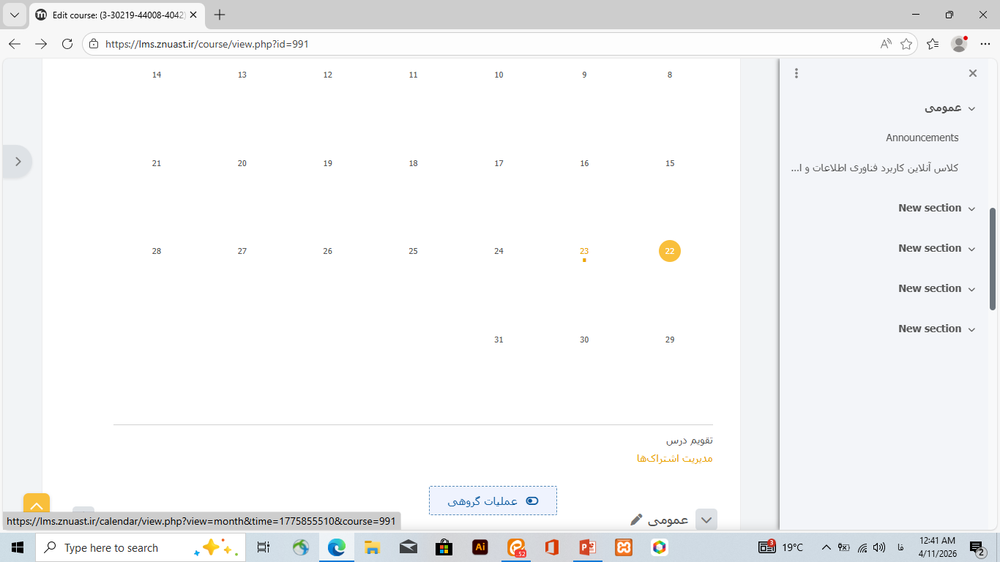 Edit course: (3-30219-44008-4042)
https://lms.znuast.ir/course/view.php?id=991
8 9 10 11 12 13 14
15 16 17 18 19 20 21
22 23 24 25 26 27 28
29 30 31
تقویم درس
مدیریت اشتراک‌ها
عملیات گروهی
عمومی
عمومی
Announcements
کلاس آنلاین کاربرد فناوری اطلاعات و ا...
New section
New section
New section
New section
https://lms.znuast.ir/calendar/view.php?view=month&time=1775855510&course=991
Type here to search
Ai
.52
3
19°C
فا
12:41 AM
4/11/2026
2